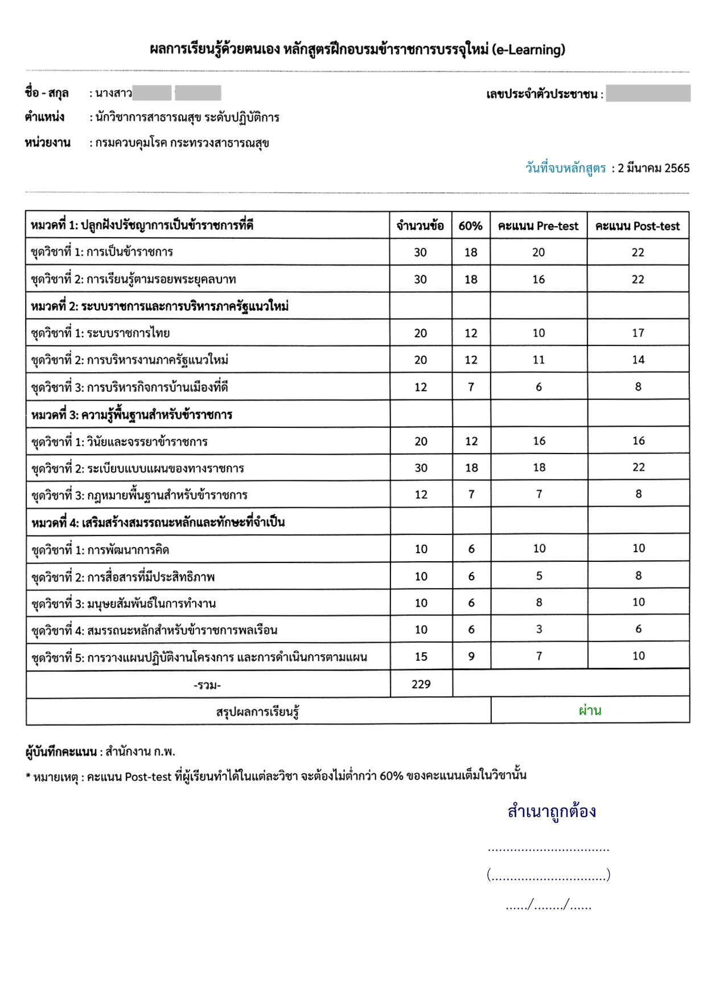 ผลการเรียนรู้ด้วยตนเอง หลักสูตรฝึกอบรมข้าราชการบรรจุใหม่ (e-Learning)
ชื่อ - สกุล : นางสาว เลขประจำตัวประชาชน :
ตำแหน่ง : นักวิชาการสาธารณสุข ระดับปฏิบัติการ
หน่วยงาน : กรมควบคุมโรค กระทรวงสาธารณสุข
วันที่จบหลักสูตร : 2 มีนาคม 2565
หมวดที่ 1: ปลูกฝังปรัชญาการเป็นข้าราชการที่ดี จำนวนข้อ 60% คะแนน Pre-test คะแนน Post-test
ชุดวิชาที่ 1: การเป็นข้าราชการ 30 18 20 22
ชุดวิชาที่ 2: การเรียนรู้ตามรอยพระยุคลบาท 30 18 16 22
หมวดที่ 2: ระบบราชการและการบริหารภาครัฐแนวใหม่
ชุดวิชาที่ 1: ระบบราชการไทย 20 12 10 17
ชุดวิชาที่ 2: การบริหารงานภาครัฐแนวใหม่ 20 12 11 14
ชุดวิชาที่ 3: การบริหารกิจการบ้านเมืองที่ดี 12 7 6 8
หมวดที่ 3: ความรู้พื้นฐานสำหรับข้าราชการ
ชุดวิชาที่ 1: วินัยและจรรยาข้าราชการ 20 12 16 16
ชุดวิชาที่ 2: ระเบียบแบบแผนของทางราชการ 30 18 18 22
ชุดวิชาที่ 3: กฎหมายพื้นฐานสำหรับข้าราชการ 12 7 7 8
หมวดที่ 4: เสริมสร้างสมรรถนะหลักและทักษะที่จำเป็น
ชุดวิชาที่ 1: การพัฒนาการคิด 10 6 10 10
ชุดวิชาที่ 2: การสื่อสารที่มีประสิทธิภาพ 10 6 5 8
ชุดวิชาที่ 3: มนุษยสัมพันธ์ในการทำงาน 10 6 8 10
ชุดวิชาที่ 4: สมรรถนะหลักสำหรับข้าราชการพลเรือน 10 6 3 6
ชุดวิชาที่ 5: การวางแผนปฏิบัติงานโครงการ และการดำเนินการตามแผน 15 9 7 10
-รวม- 229
สรุปผลการเรียนรู้ ผ่าน
ผู้บันทึกคะแนน : สำนักงาน ก.พ.
* หมายเหตุ : คะแนน Post-test ที่ผู้เรียนทำได้ในแต่ละวิชา จะต้องไม่ต่ำกว่า 60% ของคะแนนเต็มในวิชานั้น
สำเนาถูกต้อง
.................................
(...............................)
....../......../......